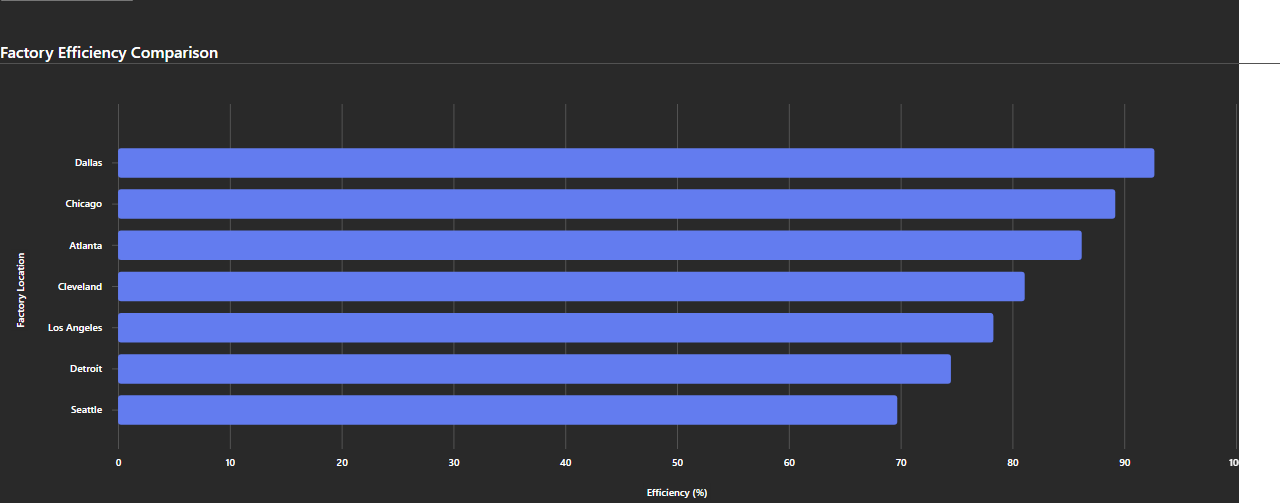 Factory Efficiency Comparison
Factory Location
Dallas
Chicago
Atlanta
Cleveland
Los Angeles
Detroit
Seattle
0 10 20 30 40 50 60 70 80 90 10
Efficiency (%)